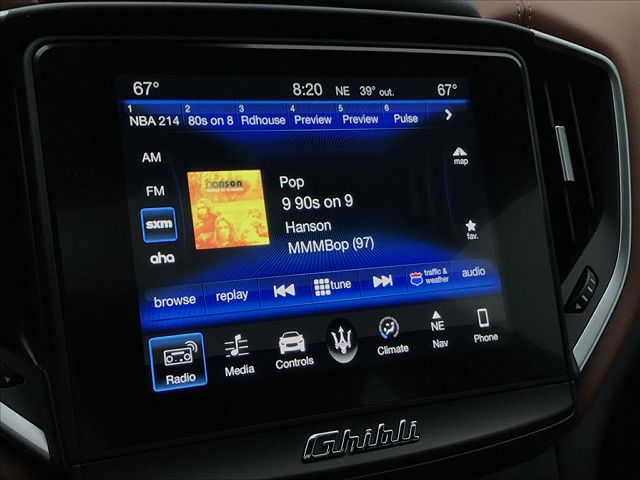 67° 8:20 NE 39° out. 67°
1 2 3 4 5 6
NBA 214 80s on 8 Rdhouse Preview Preview Pulse
AM
FM
sxm
aha
hanson
Pop
9 90s on 9
Hanson
MMMBop (97)
map
fav.
browse replay tune traffic & weather audio
NE
Radio Media Controls Climate Nav Phone
Ghibli